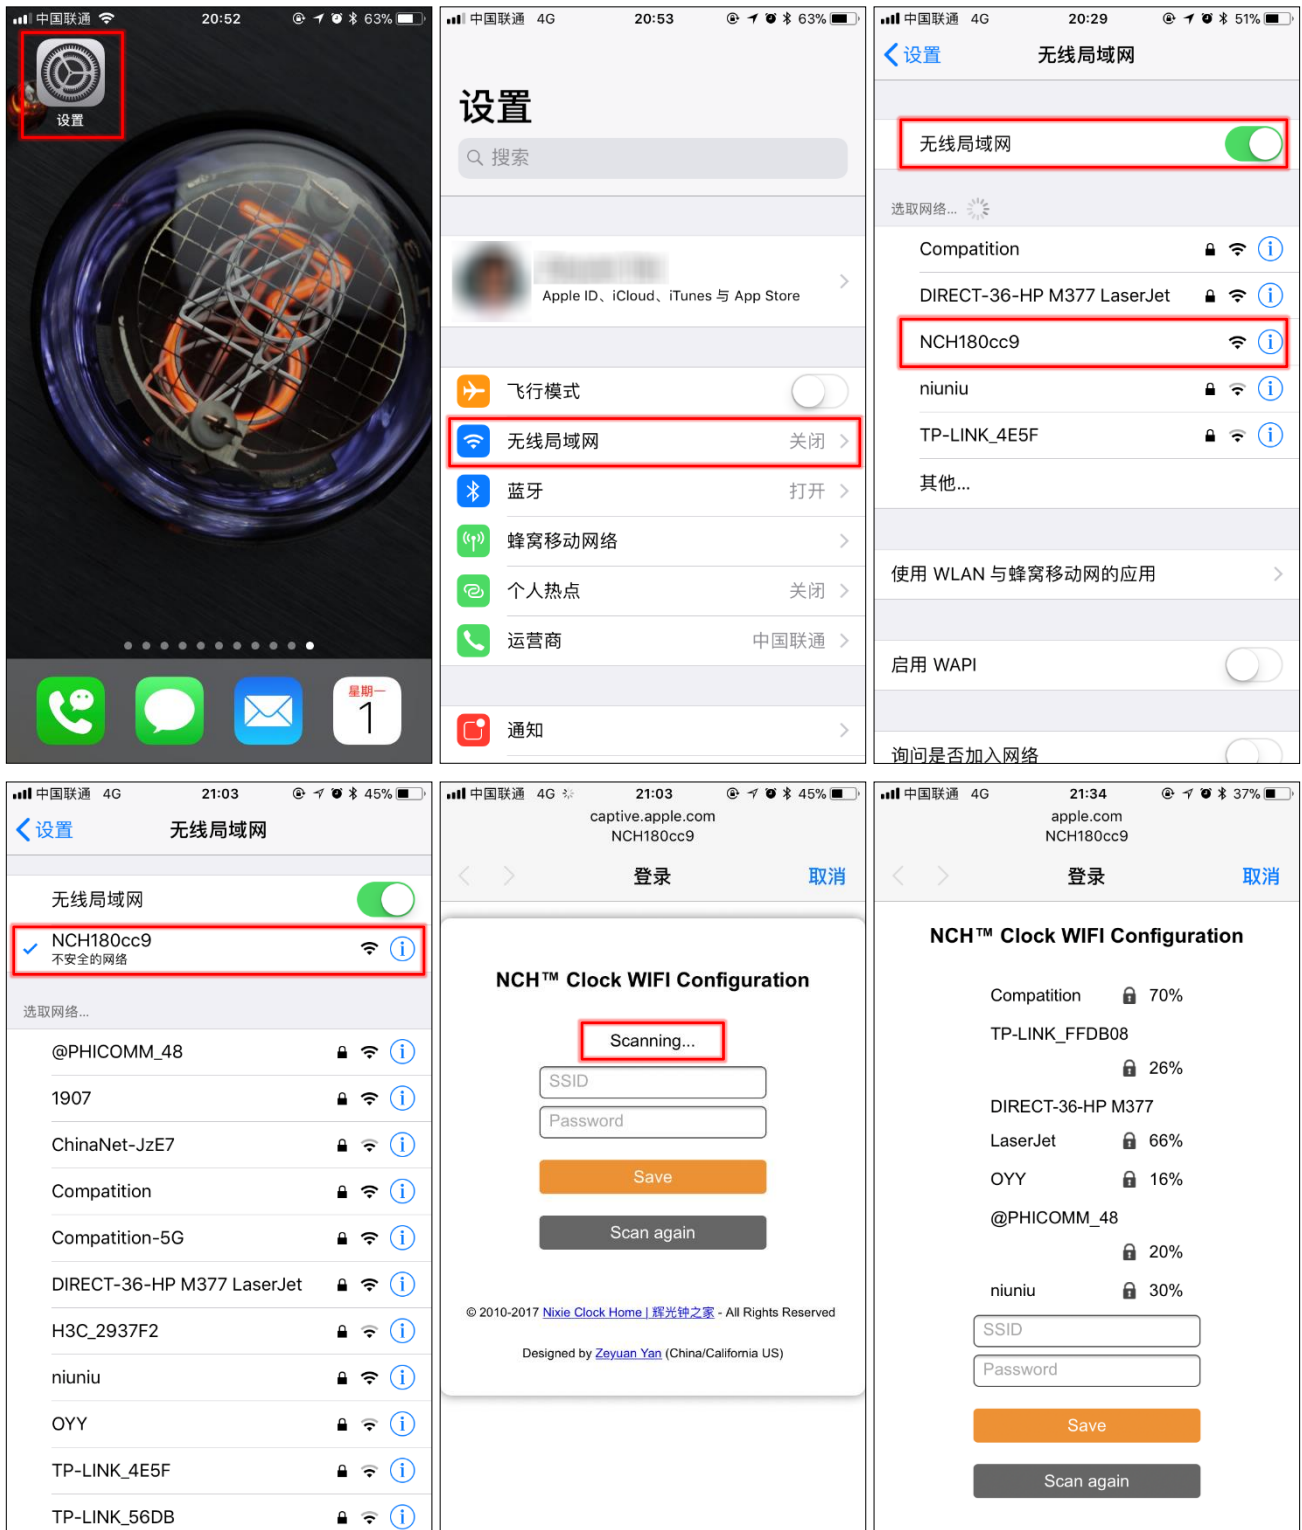 中国联通 20:52 63%
设置
星期一
1
中国联通 4G 20:53 63%
设置
搜索
Apple ID、iCloud、iTunes 与 App Store
飞行模式
无线局域网 关闭
蓝牙 打开
蜂窝移动网络
个人热点 关闭
运营商 中国联通
通知
中国联通 4G 20:29 51%
设置 无线局域网
无线局域网
选取网络...
Compatition
DIRECT-36-HP M377 LaserJet
NCH180cc9
niuniu
TP-LINK_4E5F
其他...
使用 WLAN 与蜂窝移动网的应用
启用 WAPI
询问是否加入网络
中国联通 4G 21:03 45%
设置 无线局域网
无线局域网
NCH180cc9
不安全的网络
选取网络...
@PHICOMM_48
1907
ChinaNet-JzE7
Compatition
Compatition-5G
DIRECT-36-HP M377 LaserJet
H3C_2937F2
niuniu
OYY
TP-LINK_4E5F
TP-LINK_56DB
中国联通 4G 21:03 45%
captive.apple.com
NCH180cc9
登录 取消
NCH™ Clock WIFI Configuration
Scanning...
SSID
Password
Save
Scan again
© 2010-2017 Nixie Clock Home | 辉光钟之家 - All Rights Reserved
Designed by Zeyuan Yan (China/California US)
中国联通 4G 21:34 37%
apple.com
NCH180cc9
登录 取消
NCH™ Clock WIFI Configuration
Compatition 70%
TP-LINK_FFDB08
26%
DIRECT-36-HP M377
LaserJet 66%
OYY 16%
@PHICOMM_48
20%
niuniu 30%
SSID
Password
Save
Scan again